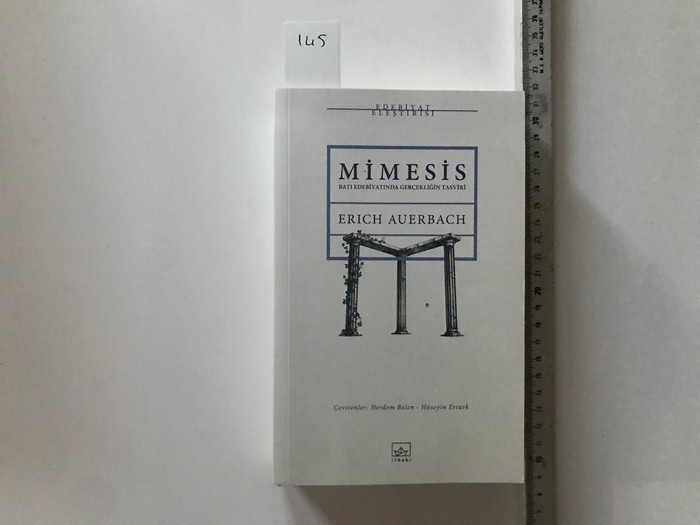 145
EDEBİYAT
ELEŞTİRİSİ
MİMESİS
BATI EDEBİYATINDA GERÇEKLİĞİN TASVİRİ
ERICH AUERBACH
Çevirenler: Herdem Belen - Hüseyin Ertürk
İTHAKİ